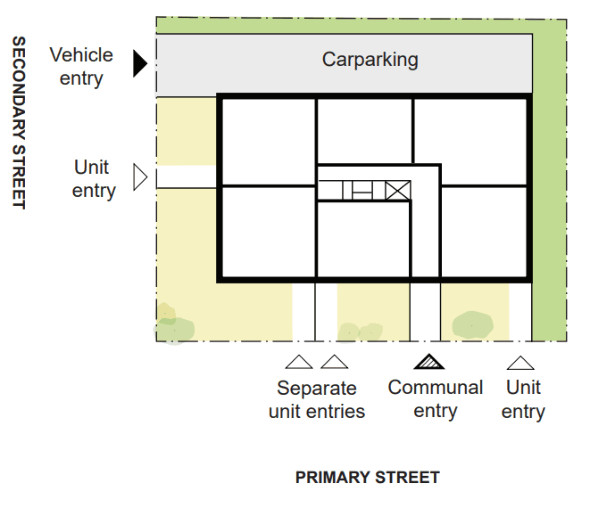 SECONDARY STREET
Vehicle
entry
Carparking
Unit
entry
Separate
unit entries
Communal
entry
Unit
entry
PRIMARY STREET